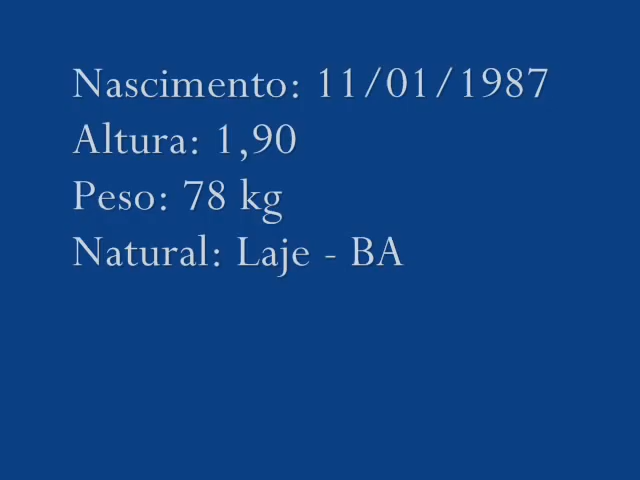 Nascimento: 11/01/1987
Altura: 1,90
Peso: 78 kg
Natural: Laje - BA